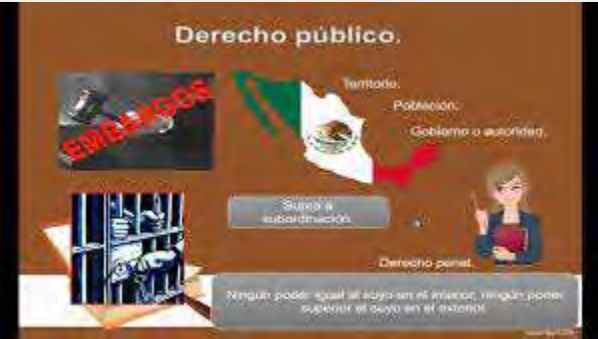 Derecho público.
EMBARGOS
Territorio.
Población.
Gobierno o autoridad.
subordinación
Derecho penal.
Ningún poder igual al suyo en el interior, ningún poder
superior al suyo en el exterior